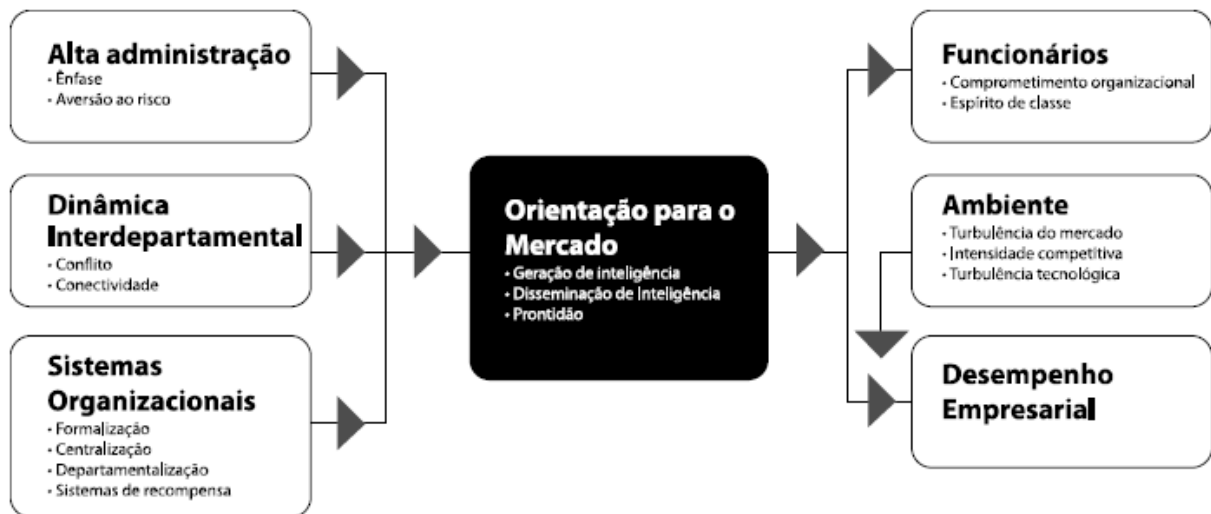 Alta administração
• Ênfase
• Aversão ao risco
Dinâmica
Interdepartamental
• Conflito
• Conectividade
Sistemas
Organizacionais
• Formalização
• Centralização
• Departamentalização
• Sistemas de recompensa
Orientação para o
Mercado
• Geração de inteligência
• Disseminação de Inteligência
• Prontidão
Funcionários
• Comprometimento organizacional
• Espírito de classe
Ambiente
• Turbulência do mercado
• Intensidade competitiva
• Turbulência tecnológica
Desempenho
Empresarial